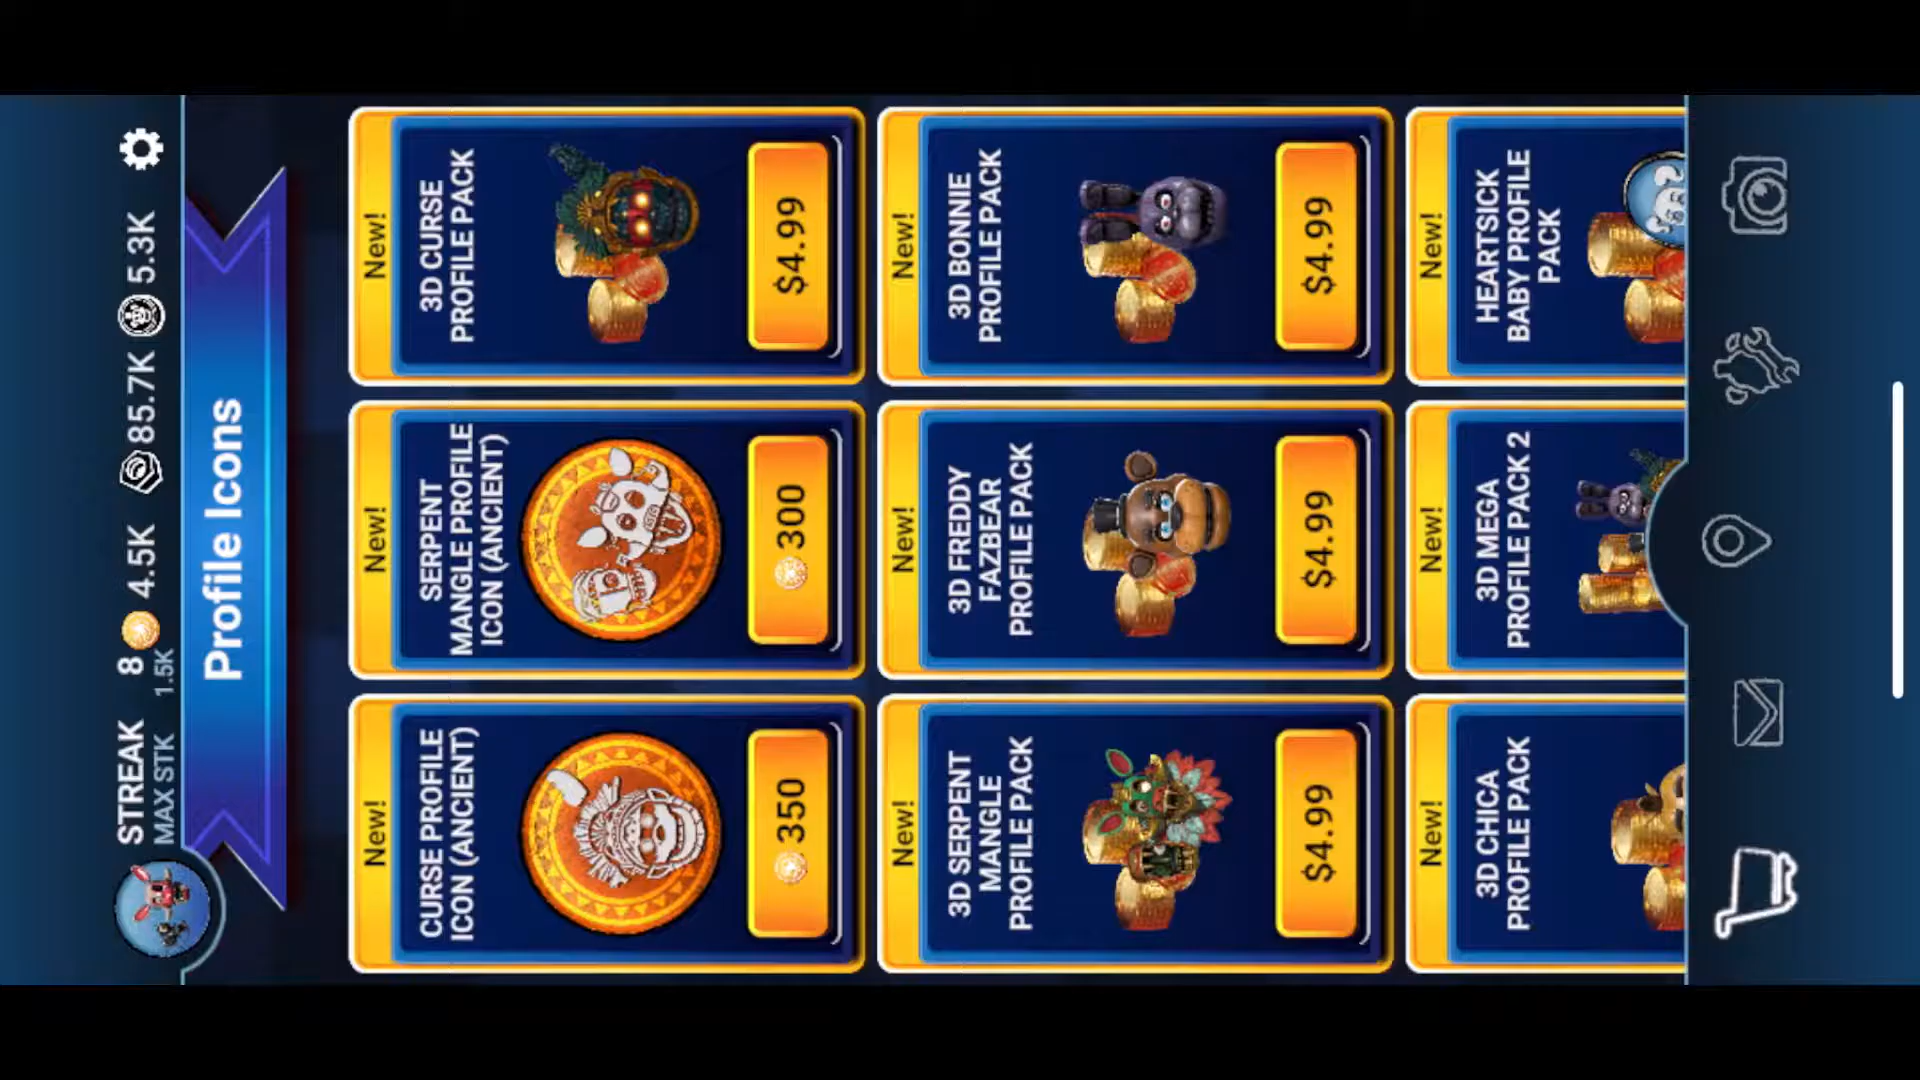 STREAK 8
MAX STK 1.5K
4.5K
85.7K
5.3K
Profile Icons
New!
CURSE PROFILE
ICON (ANCIENT)
350
New!
SERPENT
MANGLE PROFILE
ICON (ANCIENT)
300
New!
3D CURSE
PROFILE PACK
$4.99
New!
3D SERPENT
MANGLE
PROFILE PACK
$4.99
New!
3D FREDDY
FAZBEAR
PROFILE PACK
$4.99
New!
3D BONNIE
PROFILE PACK
$4.99
New!
3D CHICA
PROFILE PACK
New!
3D MEGA
PROFILE PACK 2
New!
HEARTSICK
BABY PROFILE
PACK